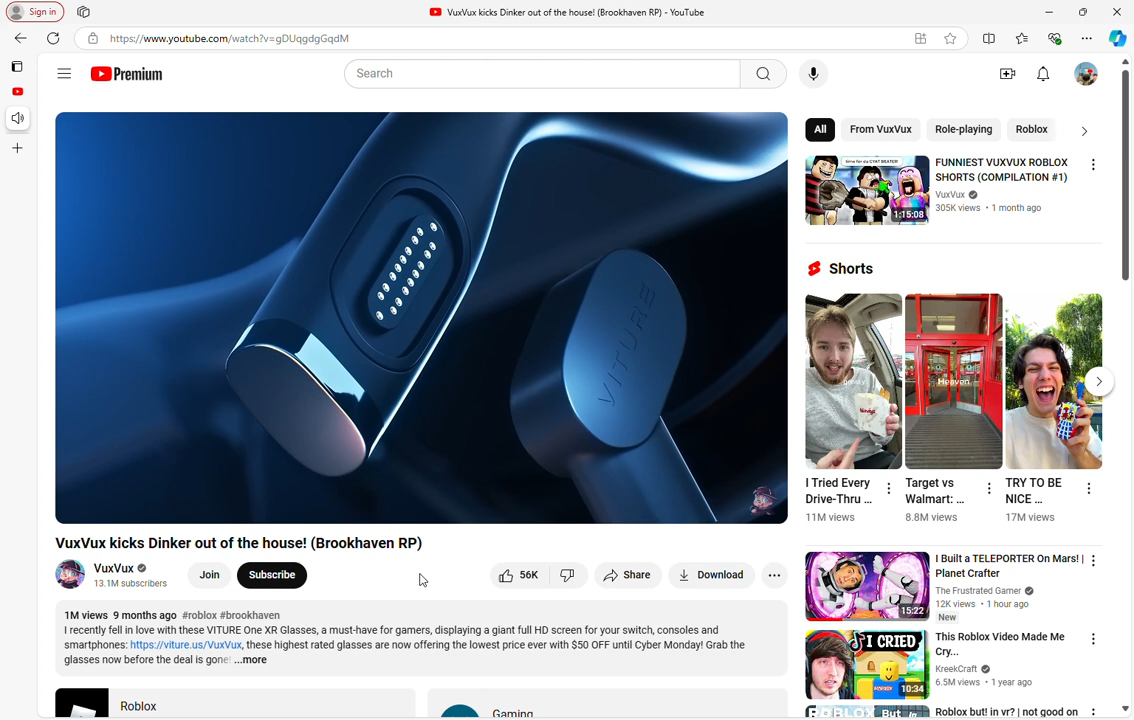 Sign in
VuxVux kicks Dinker out of the house! (Brookhaven RP) - YouTube
https://www.youtube.com/watch?v=gDUqgdgGqdM
Premium
Search
VITURE
VuxVux kicks Dinker out of the house! (Brookhaven RP)
VuxVux
13.1M subscribers
Join
Subscribe
56K
Share
Download
1M views 9 months ago #roblox #brookhaven
I recently fell in love with these VITURE One XR Glasses, a must-have for gamers, displaying a giant full HD screen for your switch, consoles and
smartphones: https://viture.us/VuxVux, these highest rated glasses are now offering the lowest price ever with $50 OFF until Cyber Monday! Grab the
glasses now before the deal is gone! ...more
Roblox
Gaming
All
From VuxVux
Role-playing
Roblox
1:15:08
FUNNIEST VUXVUX ROBLOX
SHORTS (COMPILATION #1)
VuxVux
305K views • 1 month ago
Shorts
Heaven
I Tried Every
Drive-Thru ...
11M views
Target vs
Walmart: ...
8.8M views
TRY TO BE
NICE ...
17M views
15:22
I Built a TELEPORTER On Mars! |
Planet Crafter
The Frustrated Gamer
12K views • 1 hour ago
New
I CRIED
10:34
This Roblox Video Made Me
Cry...
KreekCraft
6.5M views • 1 year ago
ROBLOX But
Roblox but! in vr? | not good on